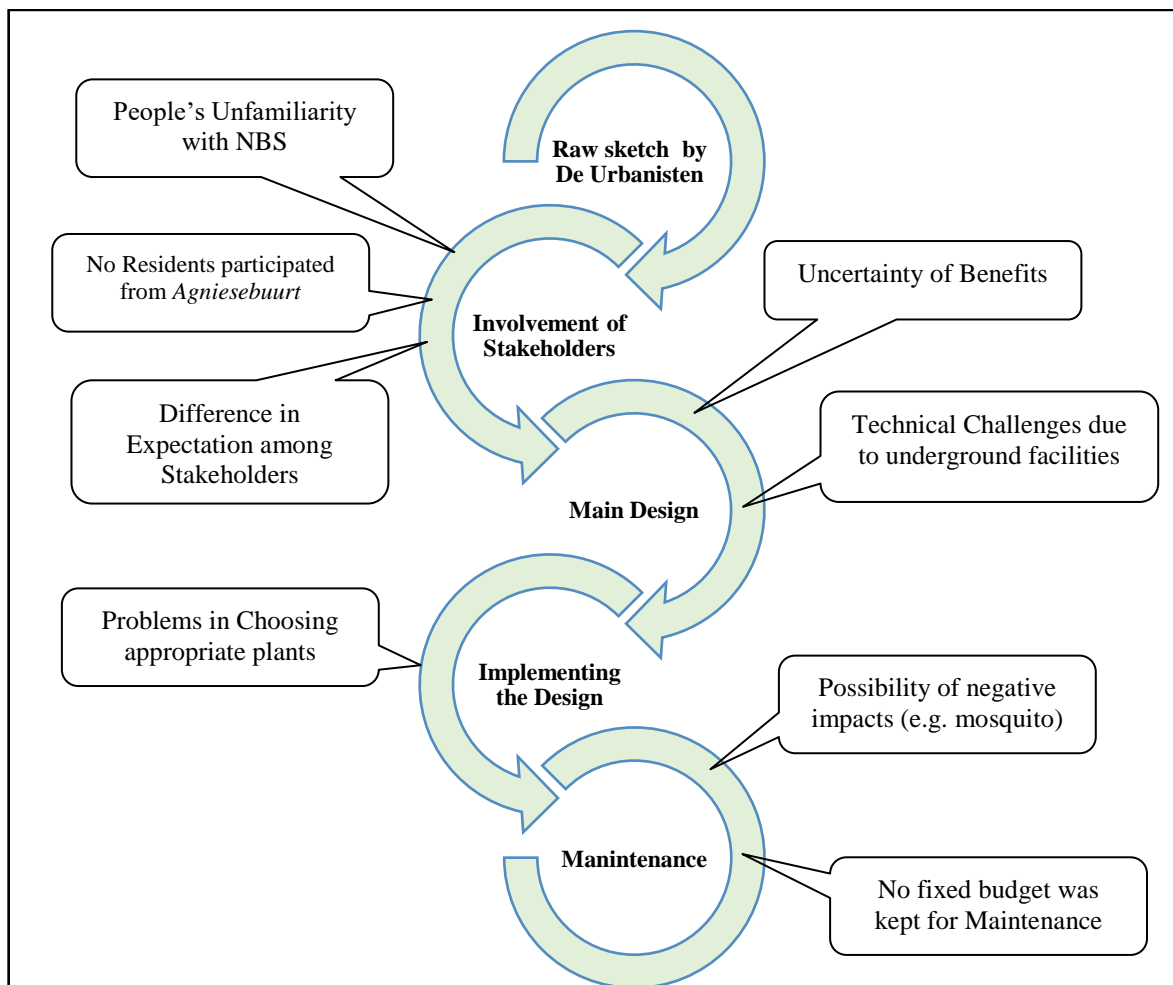 Raw sketch by
De Urbanisten
People’s Unfamiliarity
with NBS
No Residents participated
from Agniesebuurt
Difference in
Expectation among
Stakeholders
Involvement of
Stakeholders
Uncertainty of Benefits
Technical Challenges due
to underground facilities
Main Design
Problems in Choosing
appropriate plants
Implementing
the Design
Possibility of negative
impacts (e.g. mosquito)
Manintenance
No fixed budget was
kept for Maintenance